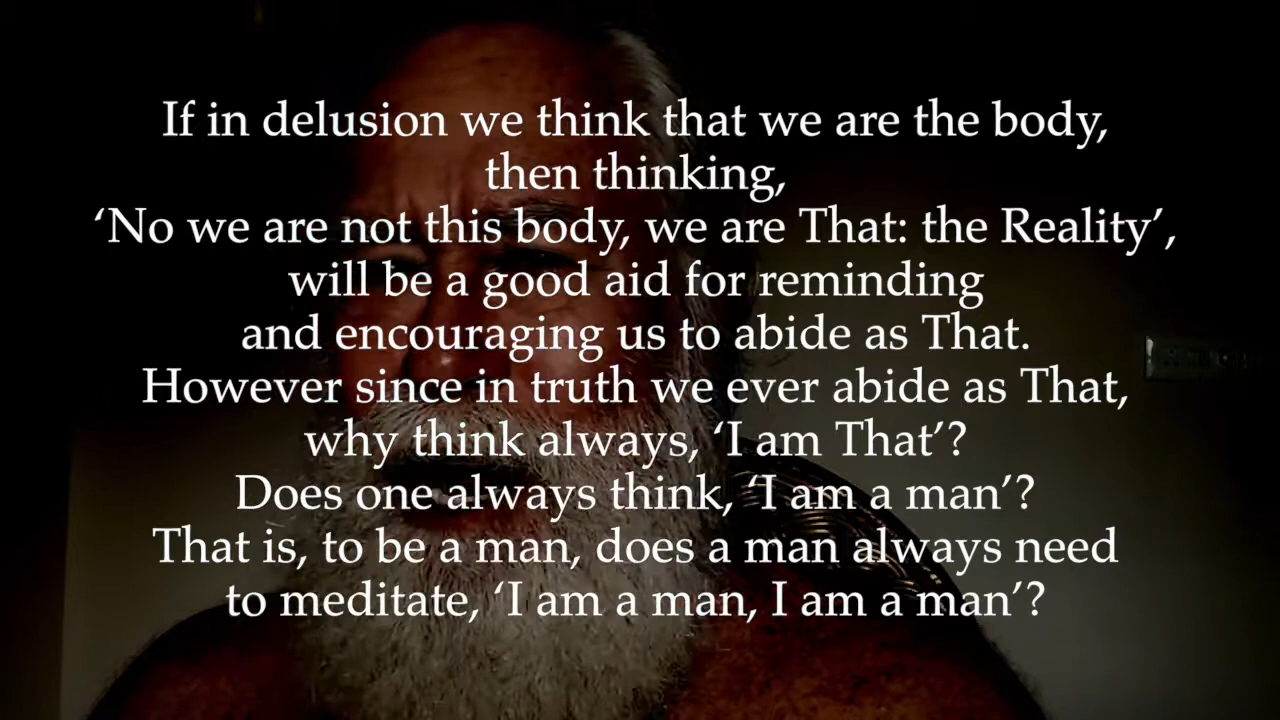 If in delusion we think that we are the body,
then thinking,
‘No we are not this body, we are That: the Reality’,
will be a good aid for reminding
and encouraging us to abide as That.
However since in truth we ever abide as That,
why think always, ‘I am That’?
Does one always think, ‘I am a man’?
That is, to be a man, does a man always need
to meditate, ‘I am a man, I am a man’?